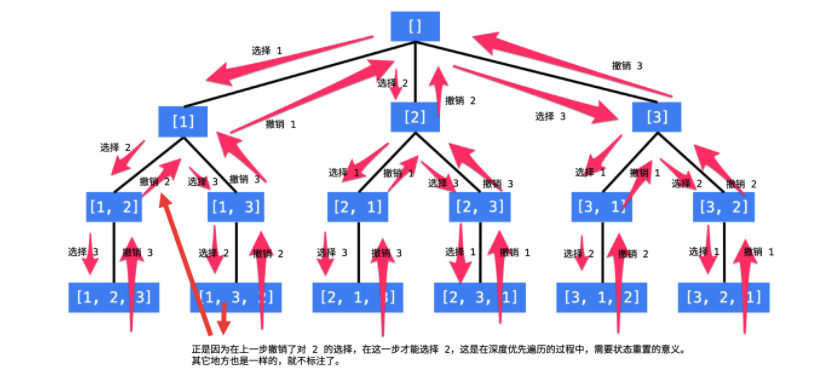 []
选择 1
撤销 3
选择 2
撤销 2
撤销 1
选择 3
[1]
[2]
[3]
选择 2
撤销 2
选择 3
撤销 3
选择 1
撤销 1
选择 3
撤销 3
选择 1
撤销 1
选择 2
撤销 2
[1, 2]
[1, 3]
[2, 1]
[2, 3]
[3, 1]
[3, 2]
选择 3
撤销 3
选择 2
撤销 2
选择 3
撤销 3
选择 1
撤销 1
选择 2
撤销 2
选择 1
撤销 1
[1, 2, 3]
[1, 3, 2]
[2, 1, 3]
[2, 3, 1]
[3, 1, 2]
[3, 2, 1]
正是因为在上一步撤销了对 2 的选择，在这一步才能选择 2，这是在深度优先遍历的过程中，需要状态重置的意义。
其它地方也是一样的，就不标注了。